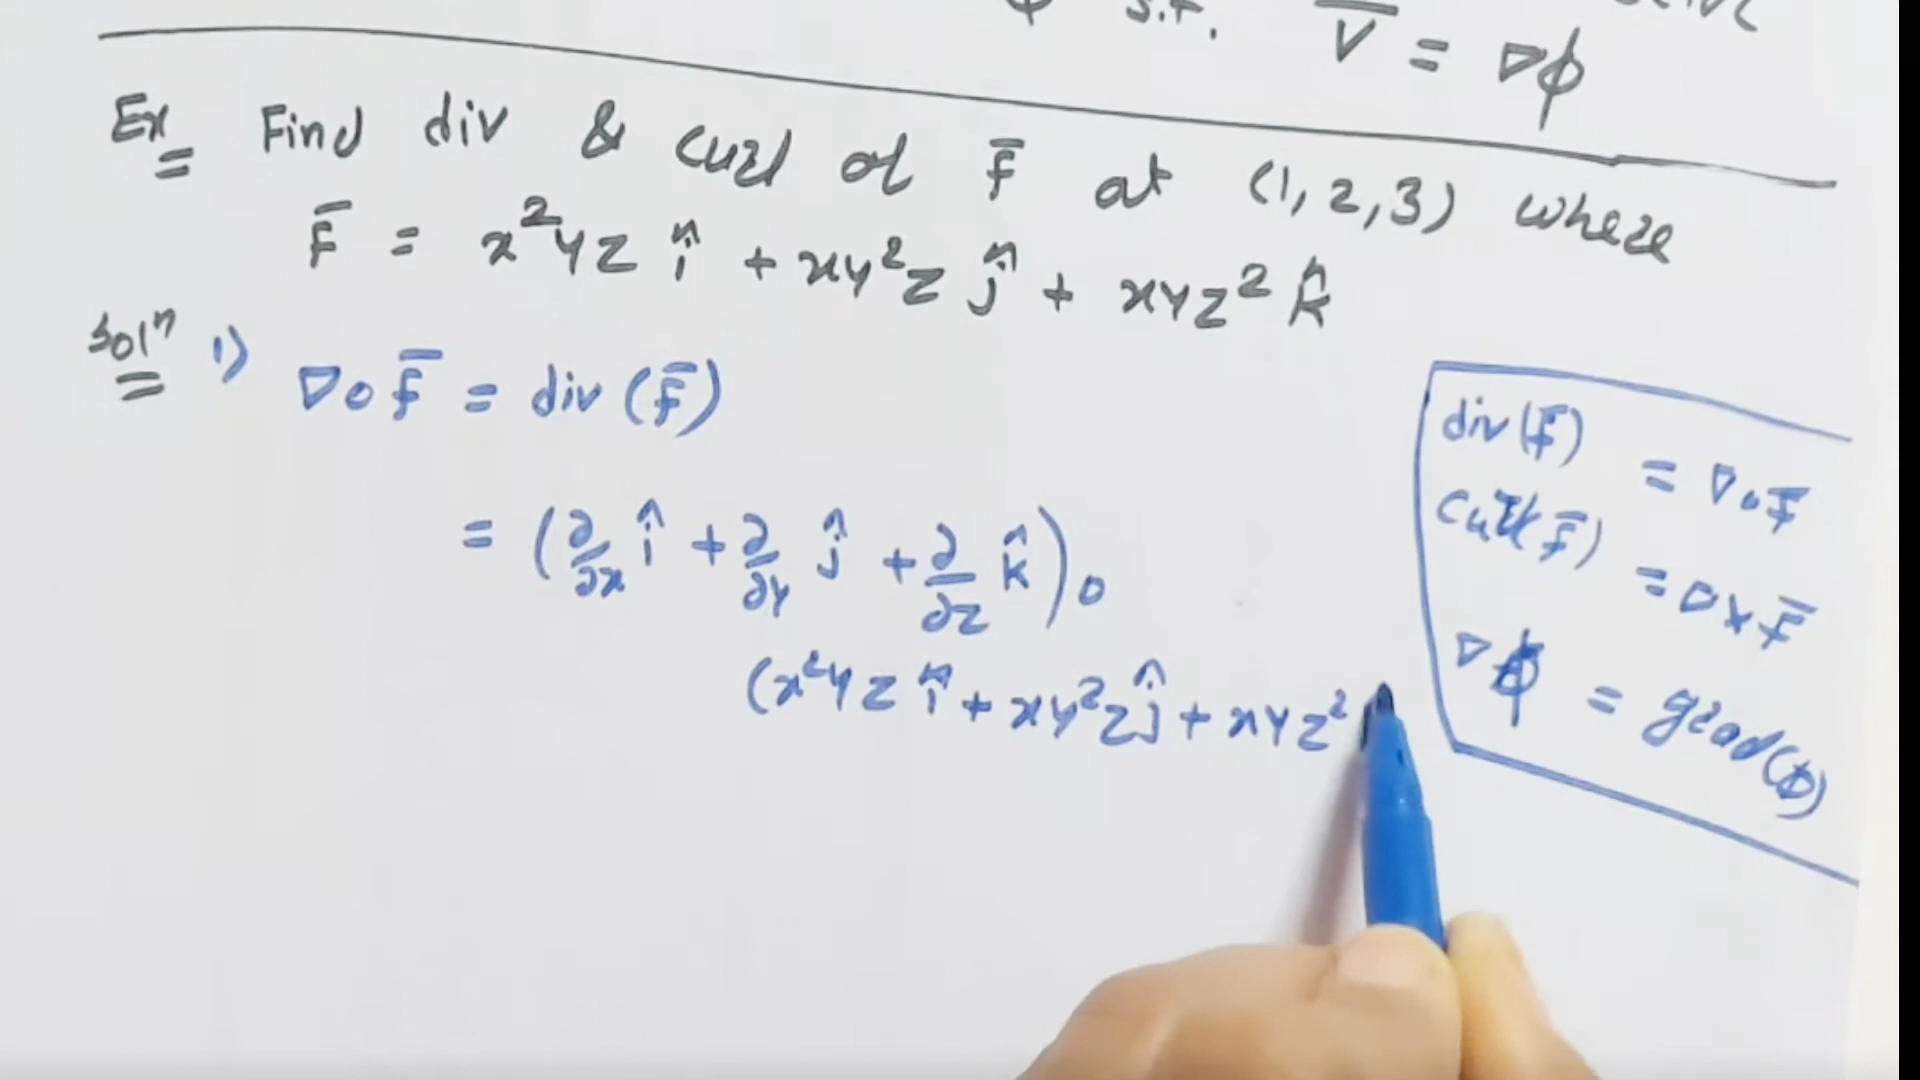 ϕ s.t.
V̅ = ∇ϕ
Ex Find div & curl of F̅ at (1,2,3) where
F̅ = x²yz î + xy²z ĵ + xyz² k̂
Solⁿ 1) ∇∘F̅ = div (F̅)
= (∂/∂x î + ∂/∂y ĵ + ∂/∂z k̂)∘
(x²yz î + xy²z ĵ + xyz²
div(F̅) = ∇∘F̅
Curl(F̅) = ∇×F̅
∇ϕ = grad(ϕ)